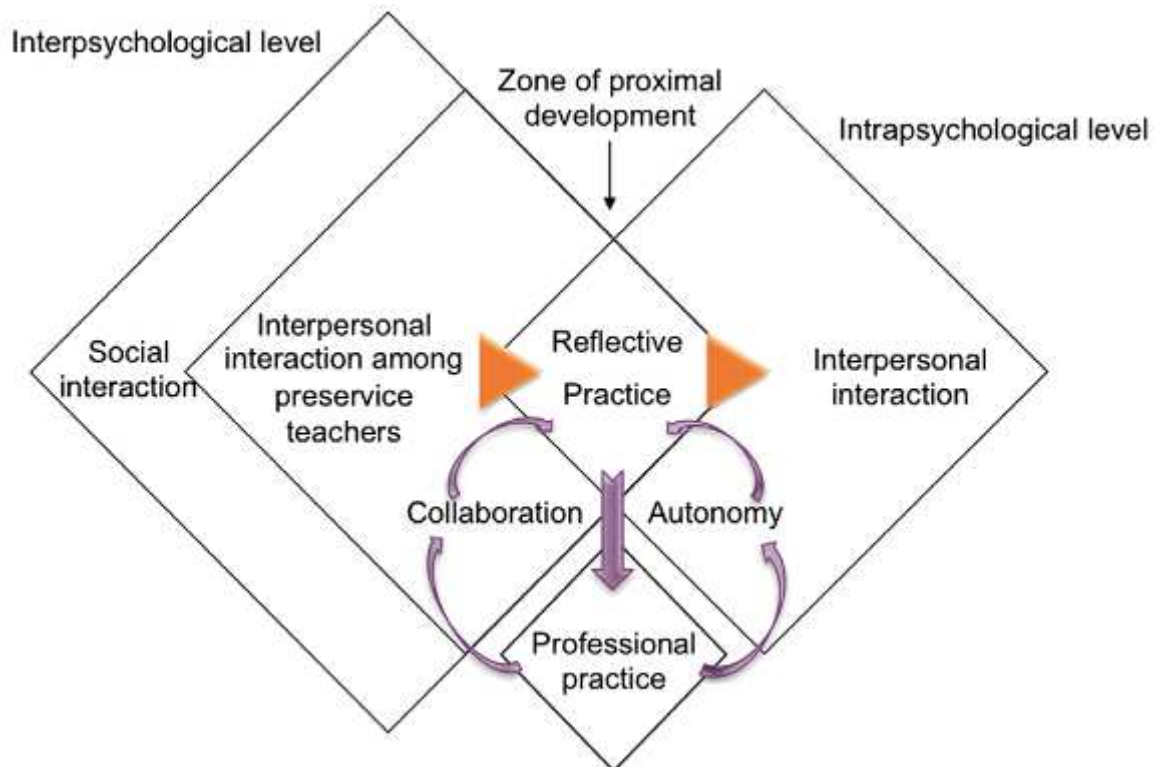 Interpsychological level
Zone of proximal
development
Intrapsychological level
Social
interaction
Interpersonal
interaction among
preservice
teachers
Reflective
Practice
Interpersonal
interaction
Collaboration
Autonomy
Professional
practice